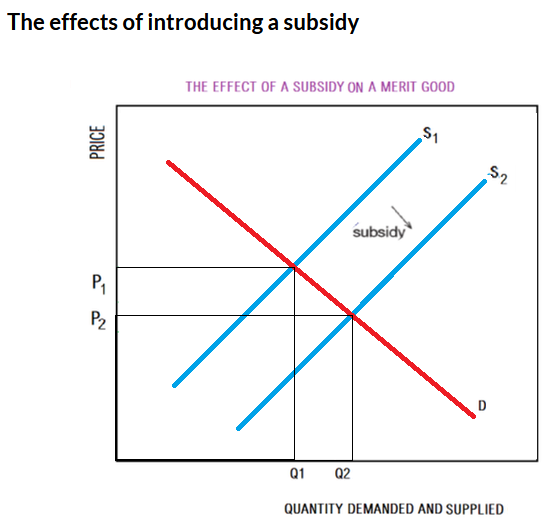 The effects of introducing a subsidy
THE EFFECT OF A SUBSIDY ON A MERIT GOOD
PRICE
S1
S2
subsidy
P1
P2
D
Q1 Q2
QUANTITY DEMANDED AND SUPPLIED